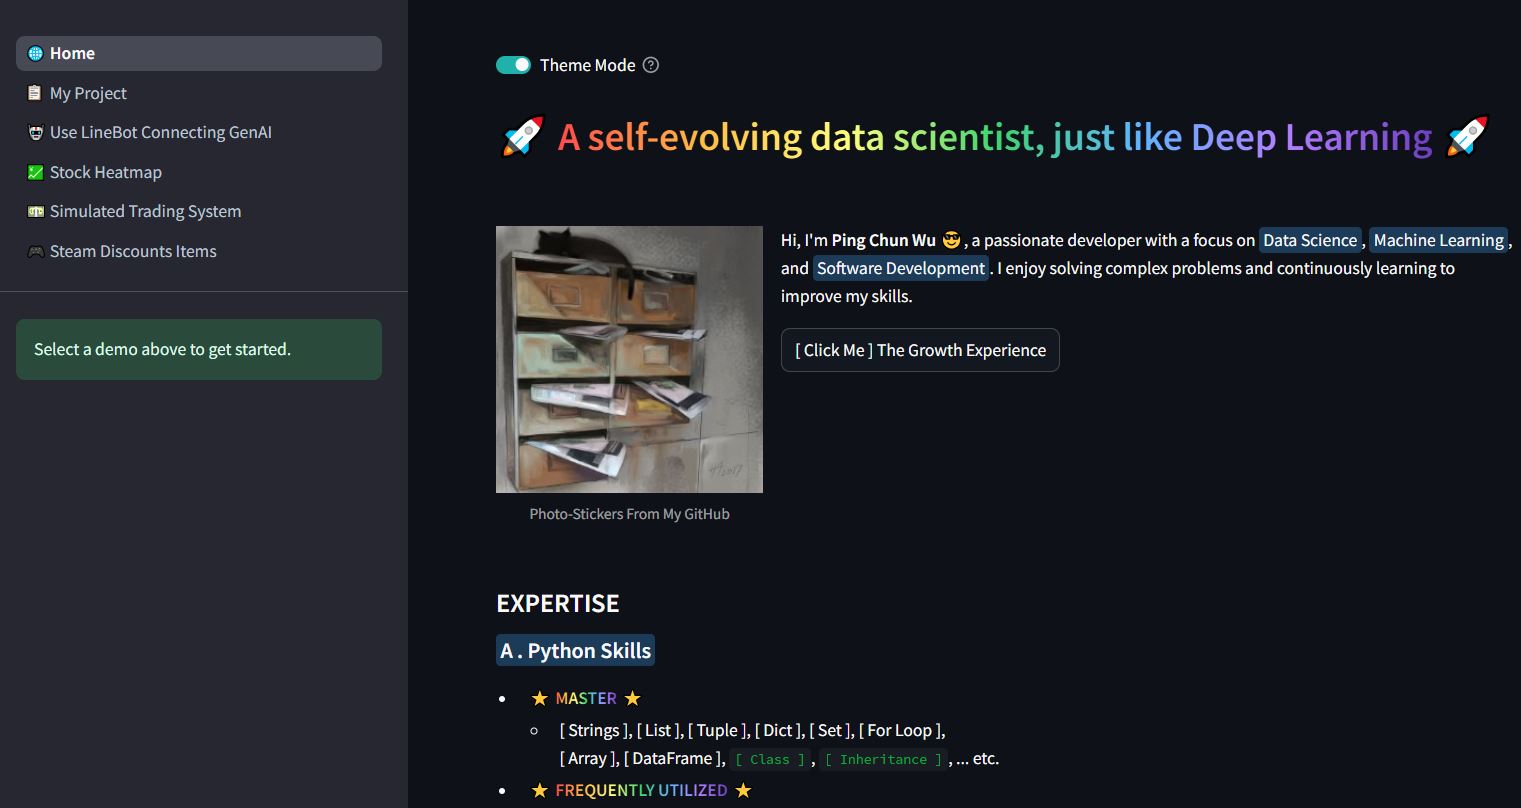 Home
My Project
Use LineBot Connecting GenAI
Stock Heatmap
Simulated Trading System
Steam Discounts Items
Select a demo above to get started.
Theme Mode
A self-evolving data scientist, just like Deep Learning
Hi, I'm Ping Chun Wu 😎 , a passionate developer with a focus on Data Science , Machine Learning ,
and Software Development . I enjoy solving complex problems and continuously learning to
improve my skills.
[ Click Me ] The Growth Experience
Photo-Stickers From My GitHub
EXPERTISE
A . Python Skills
MASTER
[ Strings ], [ List ], [ Tuple ], [ Dict ], [ Set ], [ For Loop ],
[ Array ], [ DataFrame ], [ Class ] , [ Inheritance ] , ... etc.
FREQUENTLY UTILIZED